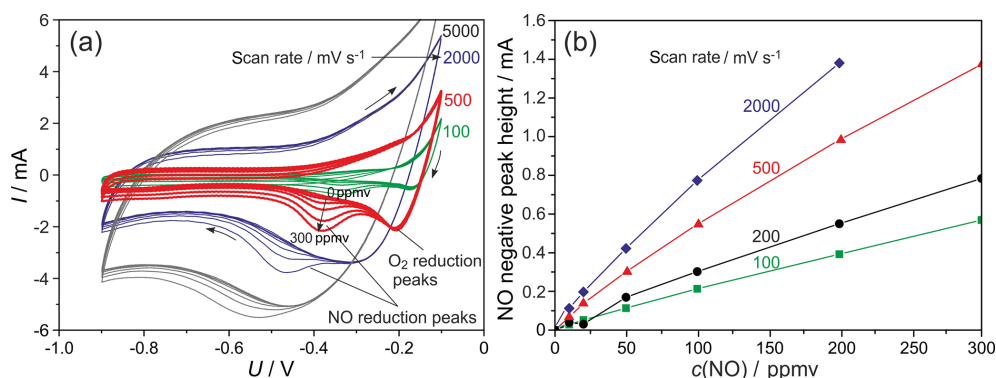 (a)
5000
Scan rate / mV s⁻¹
2000
500
100
0 ppmv
300 ppmv
O₂ reduction
peaks
NO reduction peaks
6
4
2
0
-2
-4
-6
I / mA
-1.0
-0.8
-0.6
-0.4
-0.2
0
U / V
(b)
Scan rate / mV s⁻¹
2000
500
200
100
1.6
1.4
1.2
1.0
0.8
0.6
0.4
0.2
0
NO negative peak height / mA
0
50
100
150
200
250
300
c(NO) / ppmv